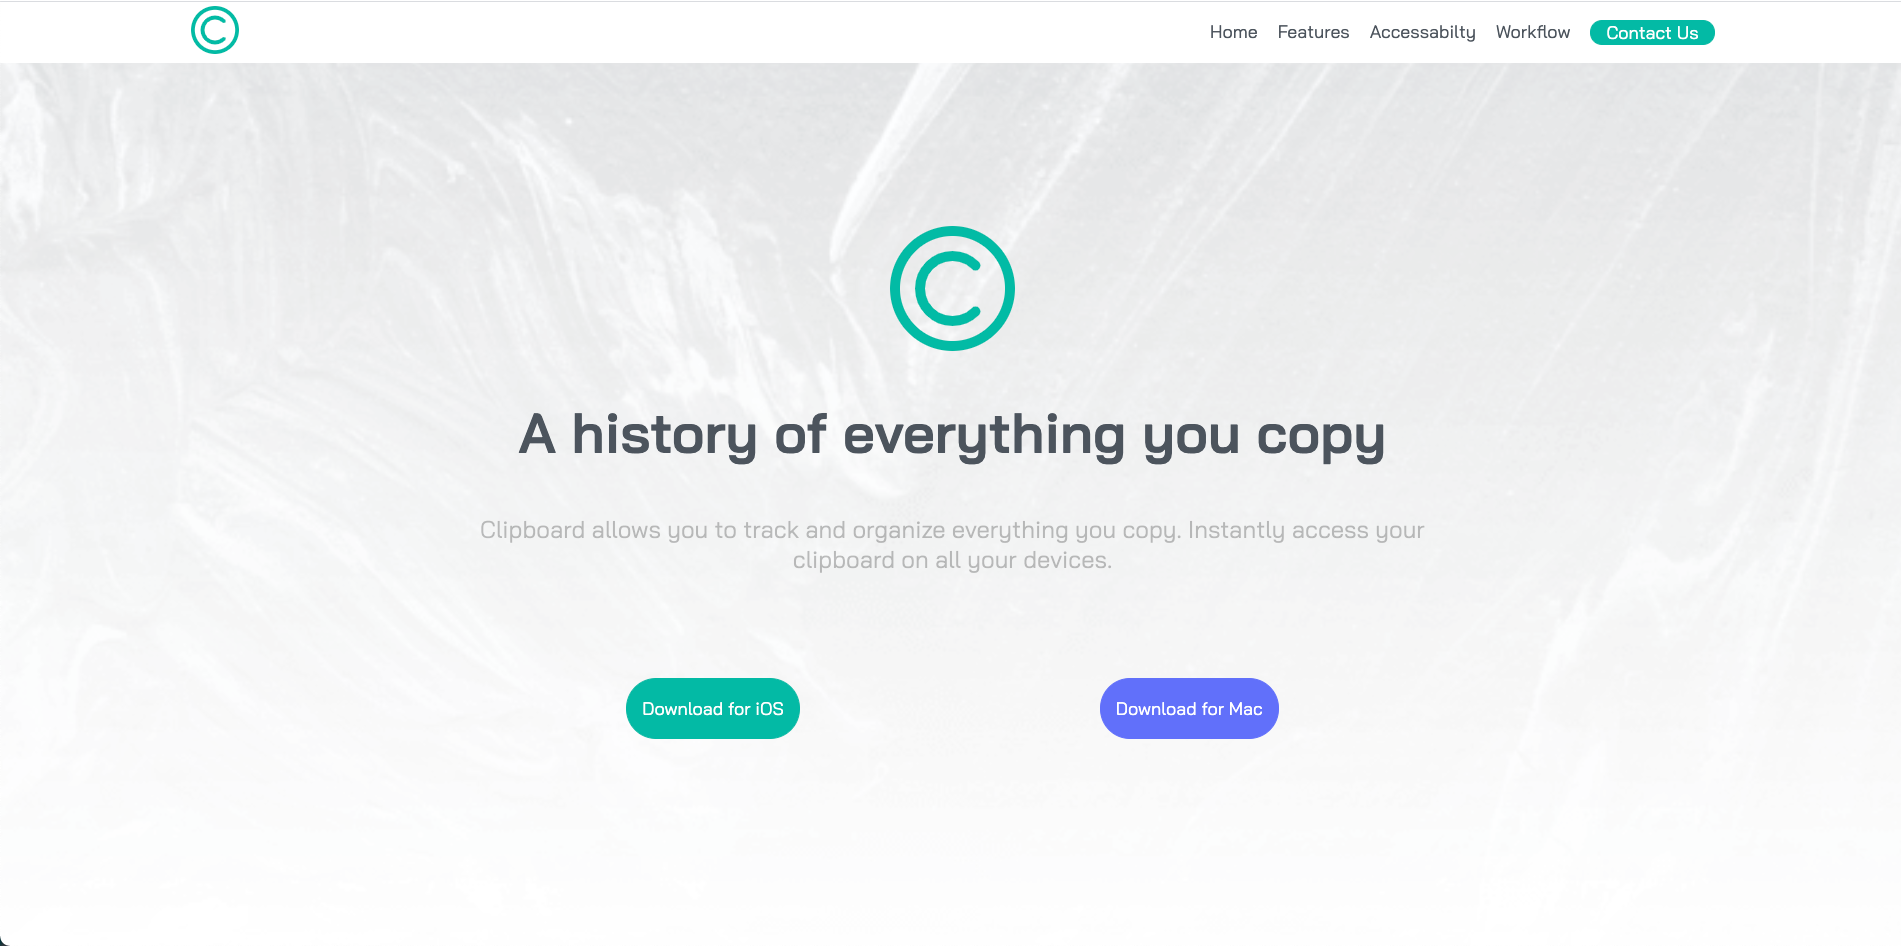 Home Features Accessabilty Workflow Contact Us
A history of everything you copy
Clipboard allows you to track and organize everything you copy. Instantly access your
clipboard on all your devices.
Download for iOS Download for Mac